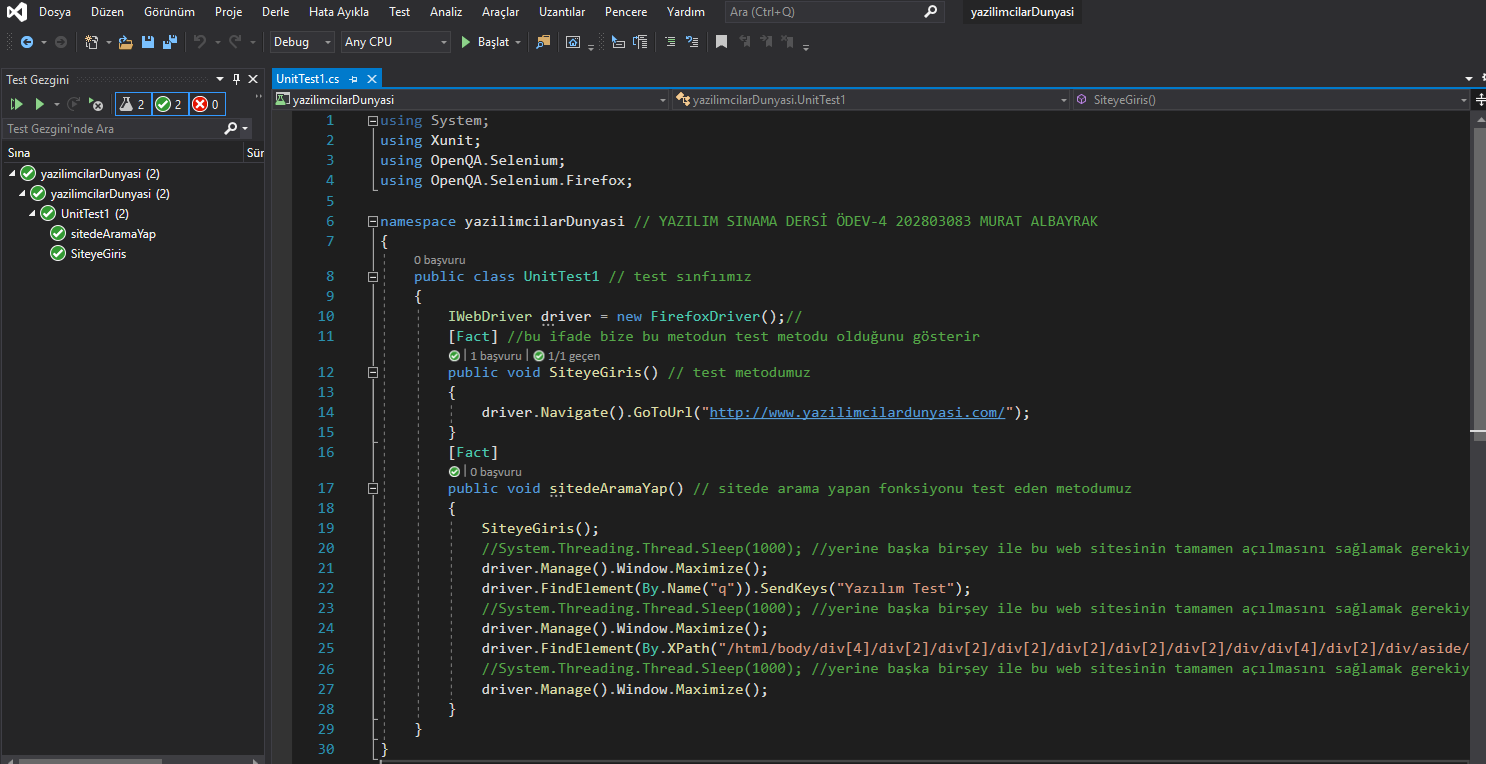 Dosya Düzen Görünüm Proje Derle Hata Ayıkla Test Analiz Araçlar Uzantılar Pencere Yardım Ara (Ctrl+Q) yazilimcilarDunyasi
Debug Any CPU Başlat
Test Gezgini
2 2 0
Test Gezgini'nde Ara
Sına Sür
yazilimcilarDunyasi (2)
yazilimcilarDunyasi (2)
UnitTest1 (2)
sitedeAramaYap
SiteyeGiris
UnitTest1.cs
yazilimcilarDunyasi yazilimcilarDunyasi.UnitTest1 SiteyeGiris()
1 using System;
2 using Xunit;
3 using OpenQA.Selenium;
4 using OpenQA.Selenium.Firefox;
5
6 namespace yazilimcilarDunyasi // YAZILIM SINAMA DERSİ ÖDEV-4 202803083 MURAT ALBAYRAK
7 {
0 başvuru
8 public class UnitTest1 // test sınfıımız
9 {
10 IWebDriver driver = new FirefoxDriver();//
11 [Fact] //bu ifade bize bu metodun test metodu olduğunu gösterir
| 1 başvuru | 1/1 geçen
12 public void SiteyeGiris() // test metodumuz
13 {
14 driver.Navigate().GoToUrl("http://www.yazilimcilardunyasi.com/");
15 }
16 [Fact]
| 0 başvuru
17 public void sitedeAramaYap() // sitede arama yapan fonksiyonu test eden metodumuz
18 {
19 SiteyeGiris();
20 //System.Threading.Thread.Sleep(1000); //yerine başka birşey ile bu web sitesinin tamamen açılmasını sağlamak gerekiy
21 driver.Manage().Window.Maximize();
22 driver.FindElement(By.Name("q")).SendKeys("Yazılım Test");
23 //System.Threading.Thread.Sleep(1000); //yerine başka birşey ile bu web sitesinin tamamen açılmasını sağlamak gerekiy
24 driver.Manage().Window.Maximize();
25 driver.FindElement(By.XPath("/html/body/div[4]/div[2]/div[2]/div[2]/div[2]/div[2]/div[2]/div/div[4]/div[2]/div/aside/
26 //System.Threading.Thread.Sleep(1000); //yerine başka birşey ile bu web sitesinin tamamen açılmasını sağlamak gerekiy
27 driver.Manage().Window.Maximize();
28 }
29 }
30 }